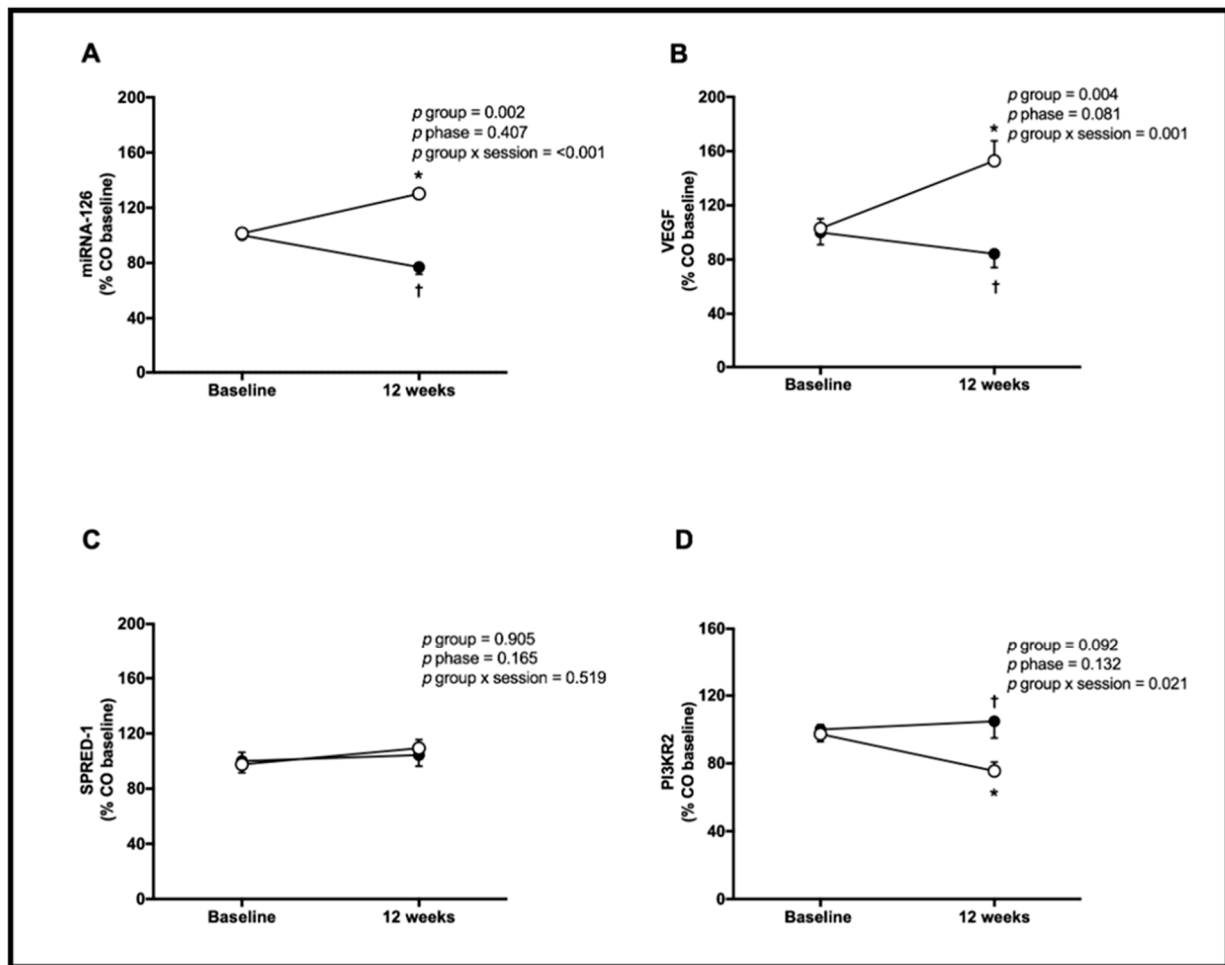 A
miRNA-126
(% CO baseline)
200
160
120
80
40
0
p group = 0.002
p phase = 0.407
p group x session = <0.001
*
†
Baseline 12 weeks
B
VEGF
(% CO baseline)
200
160
120
80
40
0
p group = 0.004
p phase = 0.081
p group x session = 0.001
*
†
Baseline 12 weeks
C
SPRED-1
(% CO baseline)
200
160
120
80
40
0
p group = 0.905
p phase = 0.165
p group x session = 0.519
Baseline 12 weeks
D
PI3KR2
(% CO baseline)
160
120
80
40
0
p group = 0.092
p phase = 0.132
p group x session = 0.021
†
*
Baseline 12 weeks